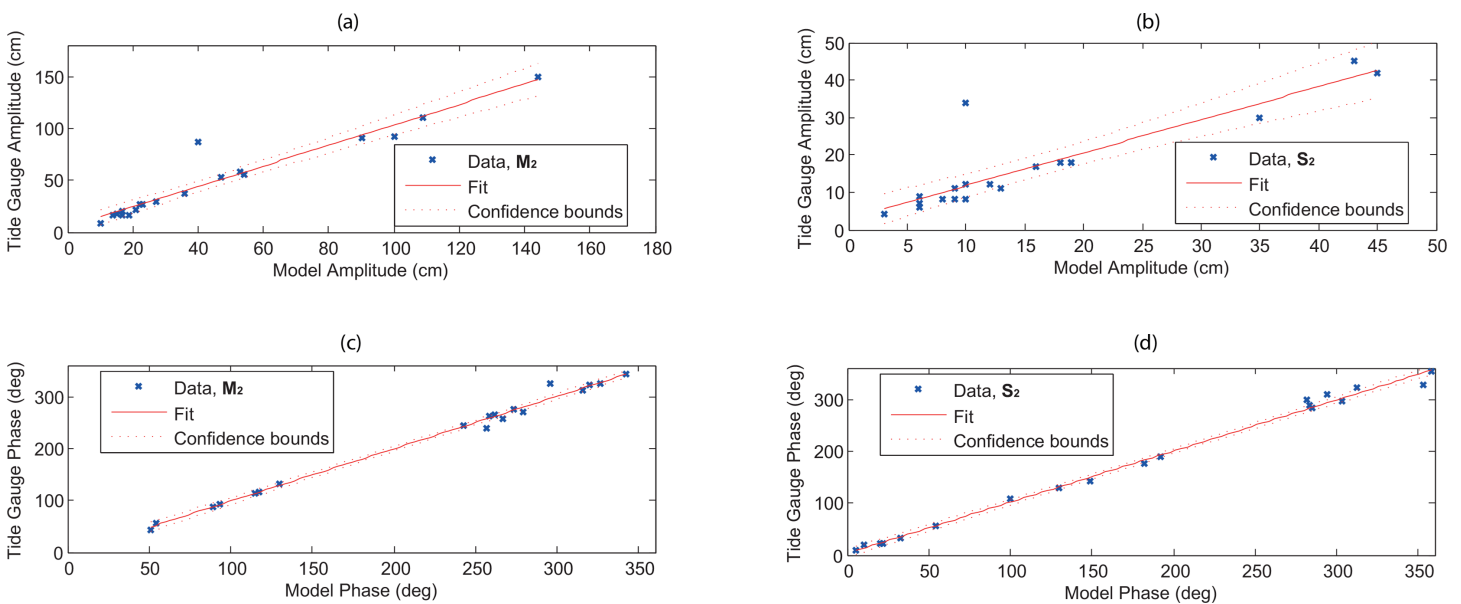 (a)
Tide Gauge Amplitude (cm)
150
100
50
0
0 20 40 60 80 100 120 140 160 180
Model Amplitude (cm)
Data, M₂
Fit
Confidence bounds
(b)
Tide Gauge Amplitude (cm)
50
40
30
20
10
0
0 5 10 15 20 25 30 35 40 45 50
Model Amplitude (cm)
Data, S₂
Fit
Confidence bounds
(c)
Tide Gauge Phase (deg)
300
200
100
0
0 50 100 150 200 250 300 350
Model Phase (deg)
Data, M₂
Fit
Confidence bounds
(d)
Tide Gauge Phase (deg)
300
200
100
0
0 50 100 150 200 250 300 350
Model Phase (deg)
Data, S₂
Fit
Confidence bounds